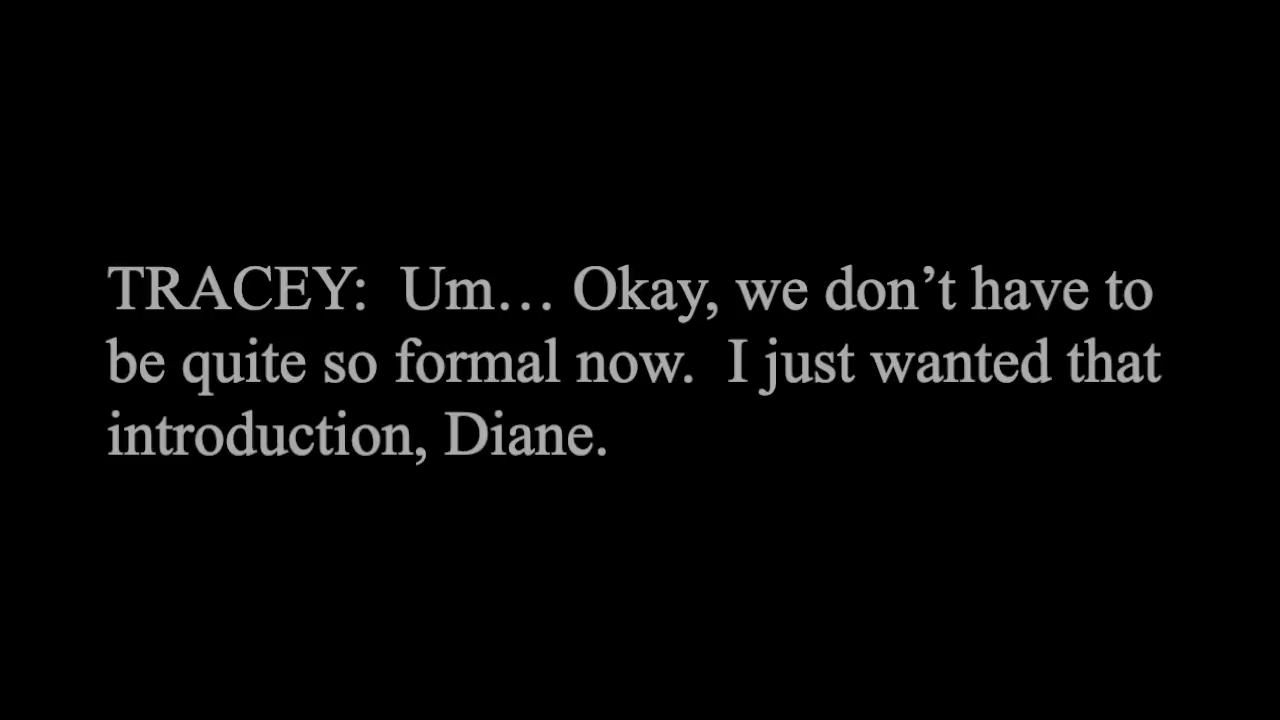 TRACEY:  Um… Okay, we don’t have to
be quite so formal now.  I just wanted that
introduction, Diane.